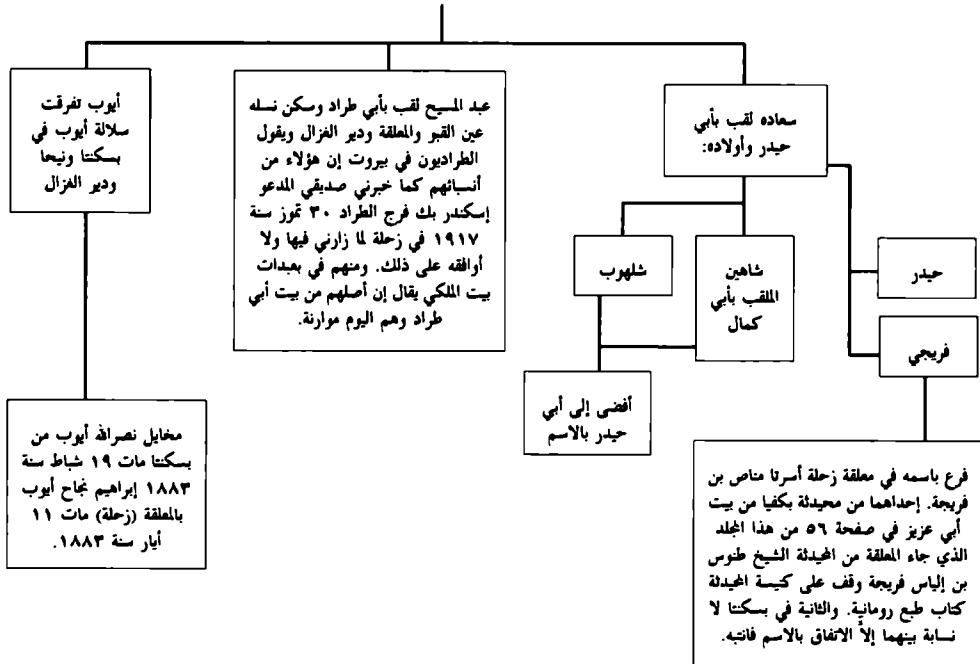 سعاده لقب بأبي
حيدر وأولاده:
عبد المسيح لقب بأبي طراد وسكن نسله
عين القبو والمعلقة ودير الغزال ويقول
الطراديون في بيروت إن هؤلاء من
أنسبائهم كما خبرني صديقي المدعو
إسكندر بك فرج الطراد ٣٠ تموز سنة
١٩١٧ في زحلة لما زارني فيها ولا
أوافقه على ذلك. ومنهم في بعبدات
بيت الملكي يقال إن أصلهم من بيت أبي
طراد وهم اليوم موارنة.
أيوب تفرقت
سلالة أيوب في
بسكنتا ونيحا
ودير الغزال
حيدر
فريجي
شاهين
الملقب بأبي
كمال
شلهوب
أفضى إلى أبي
حيدر بالاسم
مخايل نصرالله أيوب من
بسكنتا مات ١٩ شباط سنة
١٨٨٣ إبراهيم نجاح أيوب
بالمعلقة (زحلة) مات ١١
أيار سنة ١٨٨٣.
فرع باسمه في معلقة زحلة أسرتا مناص بن
فريجة. إحداهما من محيدثة بكفيا من بيت
أبي عزيز في صفحة ٥٦ من هذا المجلد
الذي جاء المعلقة من المحيدثة الشيخ طنوس
بن إلياس فريجة وقف على كنيسة المحيدثة
كتاب طبع رومانية. والثانية في بسكنتا لا
نسابة بينهما إلاَّ الاتفاق بالاسم فانتبه.